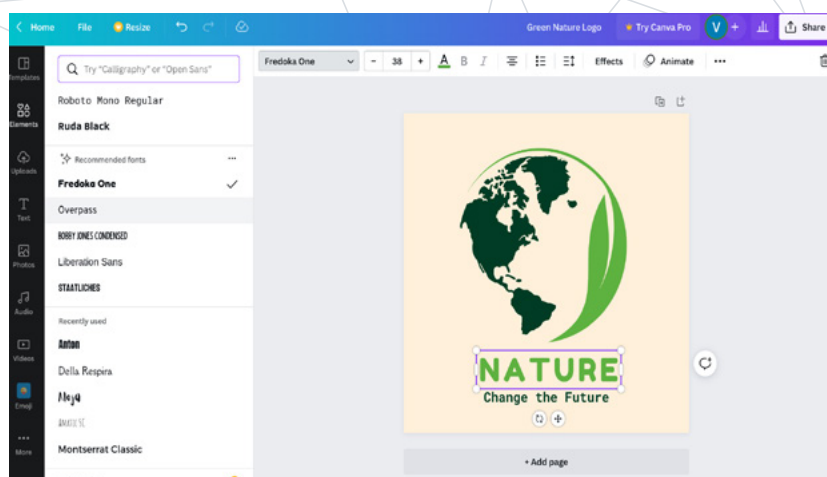 Home File Resize Green Nature Logo Try Canva Pro V + Share
Fredoka One - 38 + A B I Effects Animate
Templates
Elements
Uploads
Text
Photos
Audio
Videos
Emoji
More
Try "Calligraphy" or "Open Sans"
Roboto Mono Regular
Ruda Black
Recommended fonts
Fredoka One
Overpass
BOBBY JONES CONDENSED
Liberation Sans
STAATLICHES
Recently used
Anton
Della Respira
Montserrat Classic
NATURE
Change the Future
+ Add page